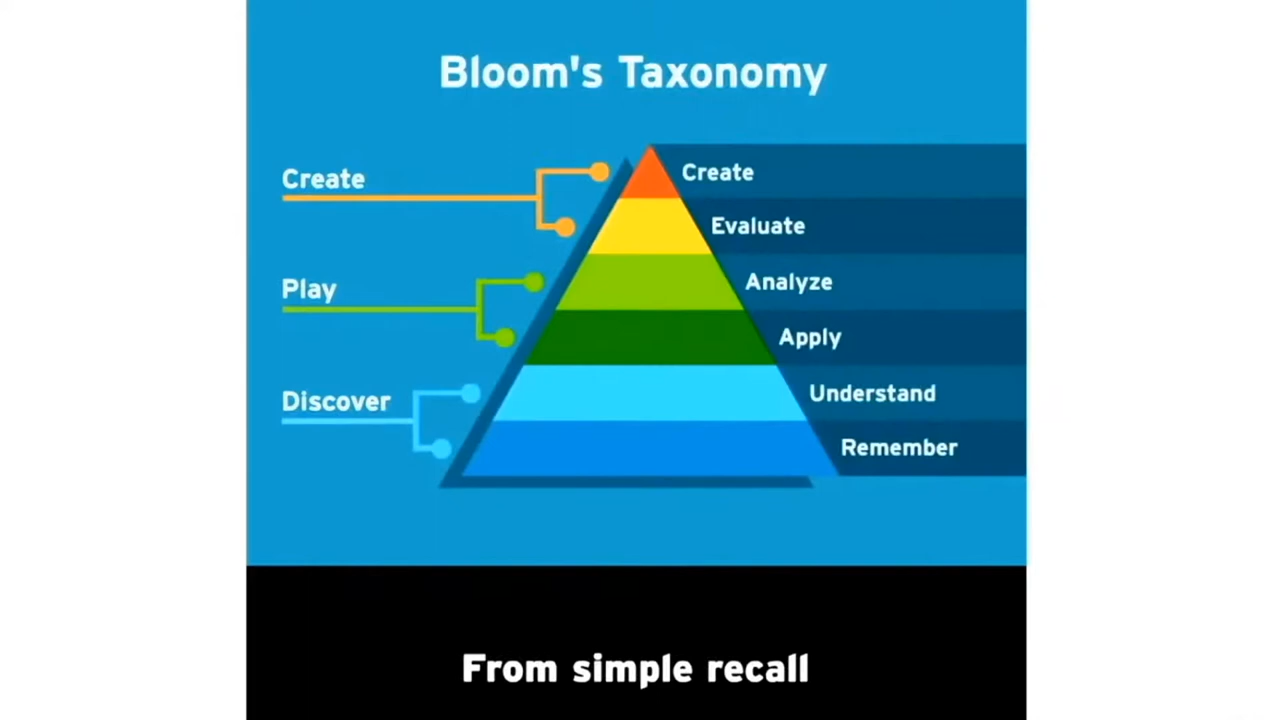 Bloom's Taxonomy
Create
Play
Discover
Create
Evaluate
Analyze
Apply
Understand
Remember
From simple recall